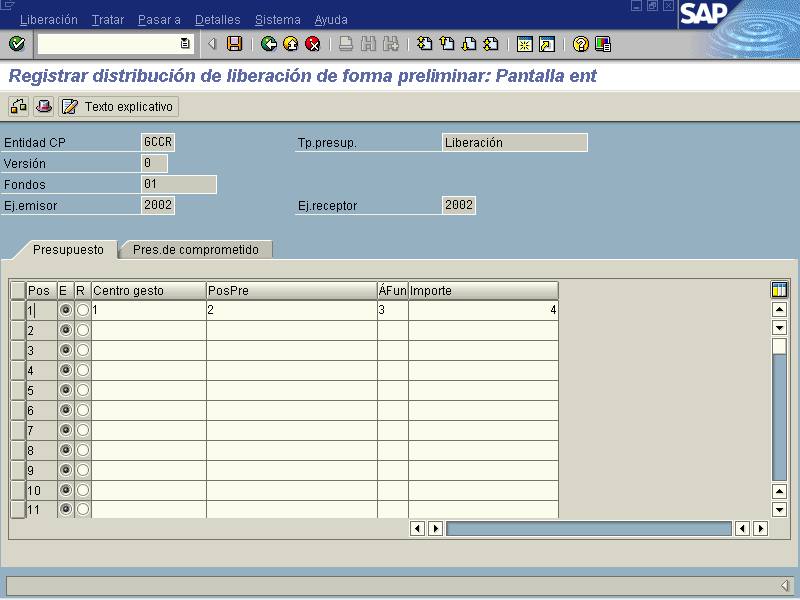 Liberación Tratar Pasar a Detalles Sistema Ayuda
SAP
Registrar distribución de liberación de forma preliminar: Pantalla ent
Texto explicativo
Entidad CP GCCR Tp.presup. Liberación
Versión 0
Fondos 01
Ej.emisor 2002 Ej.receptor 2002
Presupuesto Pres.de comprometido
Pos E R Centro gesto PosPre ÁFun Importe
1 1 2 3 4
2
3
4
5
6
7
8
9
10
11